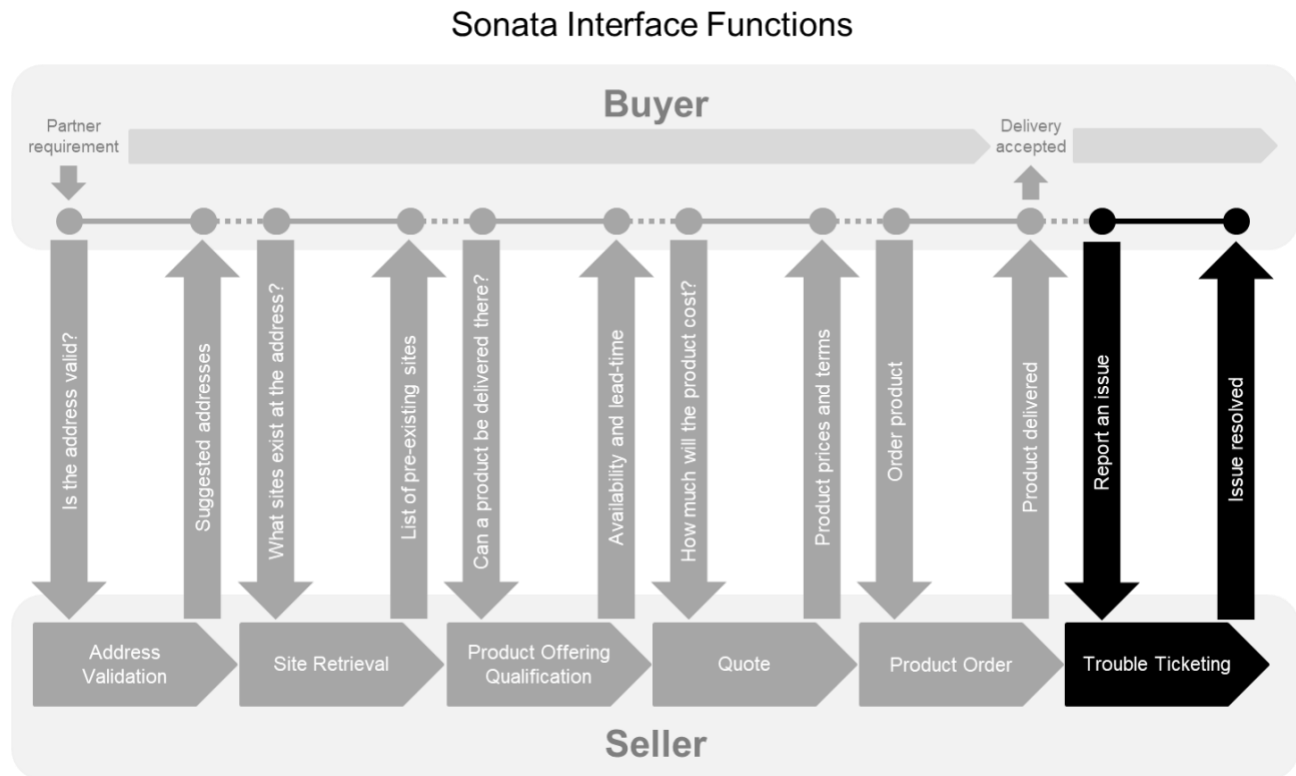 Sonata Interface Functions
Buyer
Partner
requirement
Delivery
accepted
Is the address valid?
Suggested addresses
What sites exist at the address?
List of pre-existing sites
Can a product be delivered there?
Availability and lead-time
How much will the product cost?
Product prices and terms
Order product
Product delivered
Report an issue
Issue resolved
Address
Validation
Site Retrieval
Product Offering
Qualification
Quote
Product Order
Trouble Ticketing
Seller